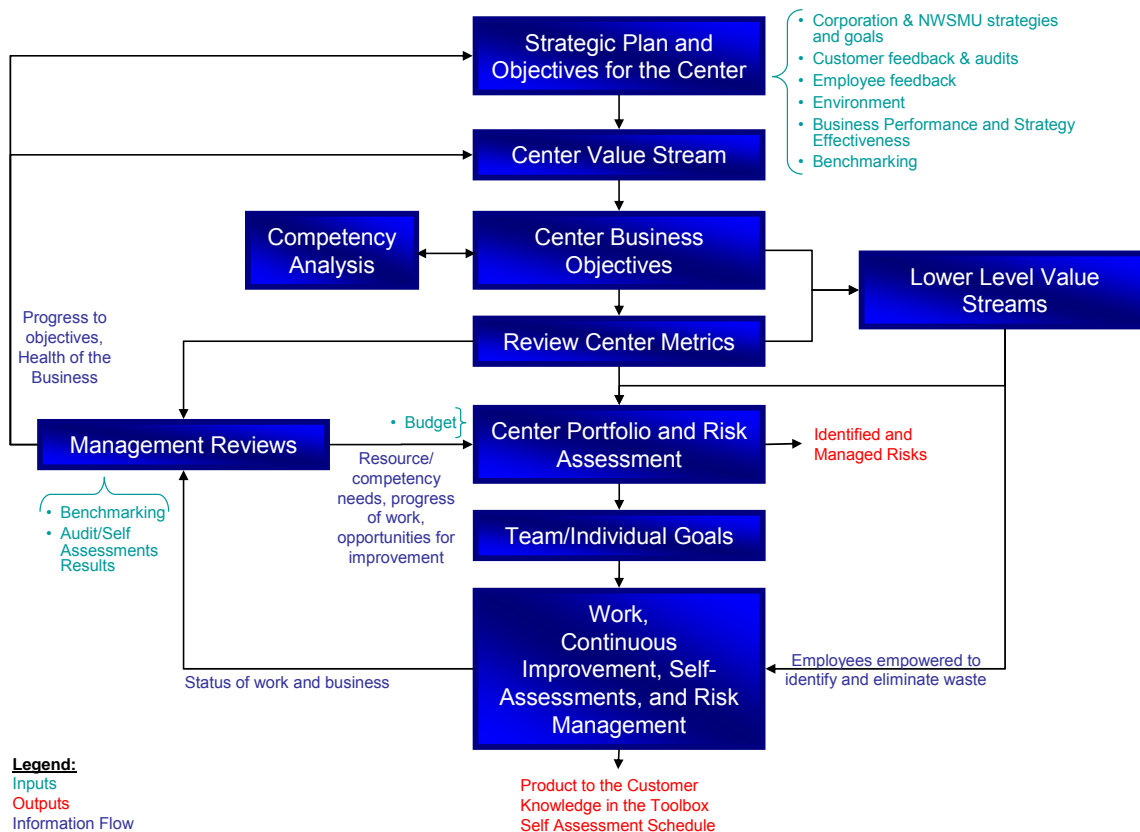 Strategic Plan and
Objectives for the Center
• Corporation & NWSMU strategies
and goals
• Customer feedback & audits
• Employee feedback
• Environment
• Business Performance and Strategy
Effectiveness
• Benchmarking
Center Value Stream
Competency
Analysis
Center Business
Objectives
Lower Level Value
Streams
Progress to
objectives,
Health of the
Business
Review Center Metrics
Management Reviews
• Budget
Center Portfolio and Risk
Assessment
Identified and
Managed Risks
Resource/
competency
needs, progress
of work,
opportunities for
improvement
• Benchmarking
• Audit/Self
Assessments
Results
Team/Individual Goals
Work,
Continuous
Improvement, Self-
Assessments, and Risk
Management
Employees empowered to
identify and eliminate waste
Status of work and business
Legend:
Inputs
Outputs
Information Flow
Product to the Customer
Knowledge in the Toolbox
Self Assessment Schedule